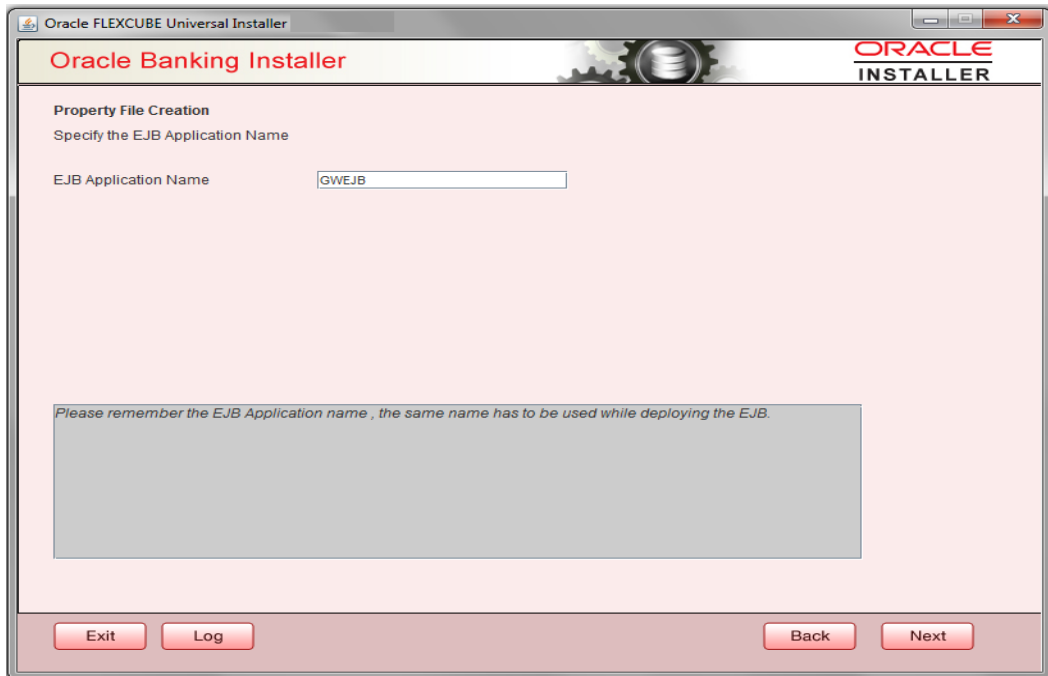 Oracle FLEXCUBE Universal Installer
Oracle Banking Installer
ORACLE
INSTALLER
Property File Creation
Specify the EJB Application Name
EJB Application Name GWEJB
Please remember the EJB Application name , the same name has to be used while deploying the EJB.
Exit Log Back Next